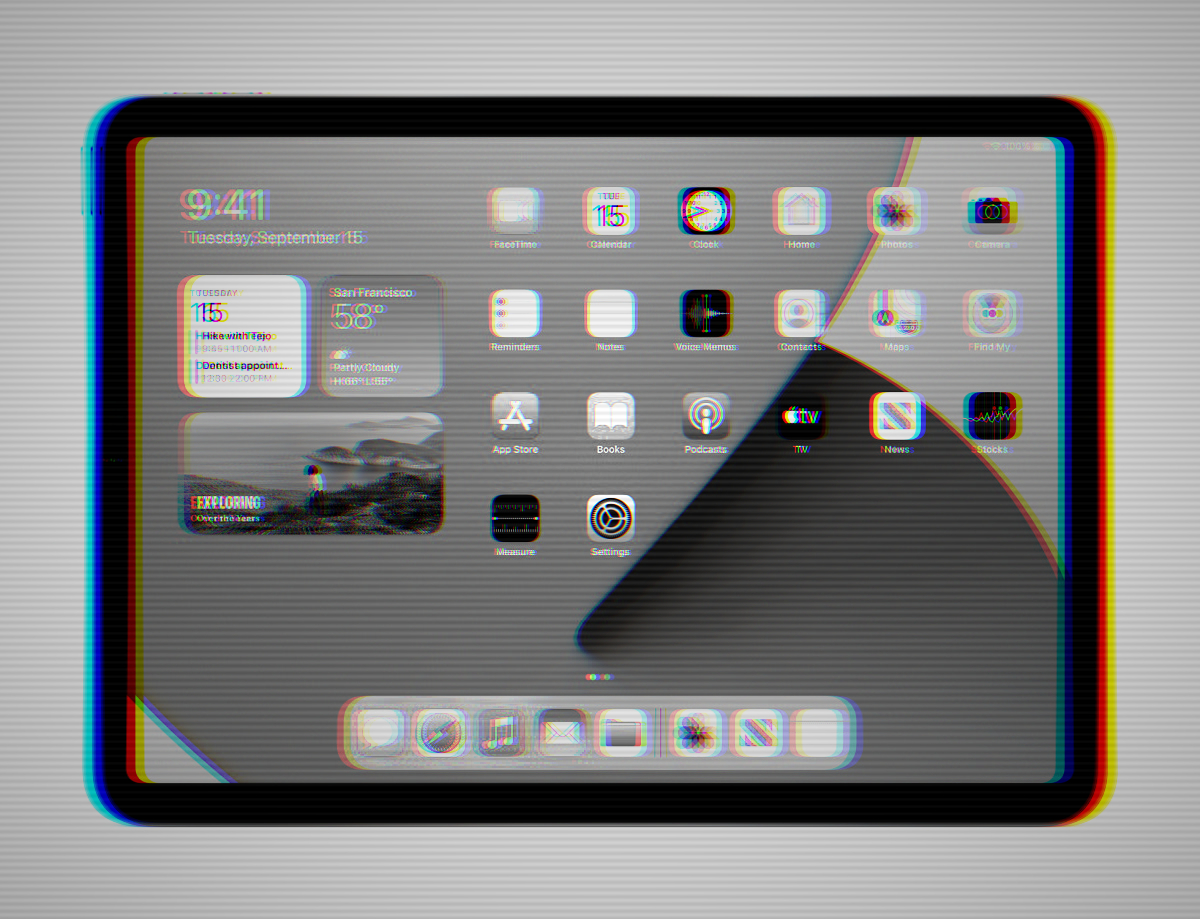 100%
9:41
Tuesday, September 15
TUESDAY
15
Hike with Tejo
9:45–11:00 AM
Dentist appoint...
12:30–2:00 PM
San Francisco
58°
Partly Cloudy
EXPLORING
Over the Years
TUE
15
FaceTime
Calendar
Clock
Home
Photos
Camera
Reminders
Notes
Voice Memos
Contacts
Maps
Find My
App Store
Books
Podcasts
tv
TV
News
Stocks
Measure
Settings